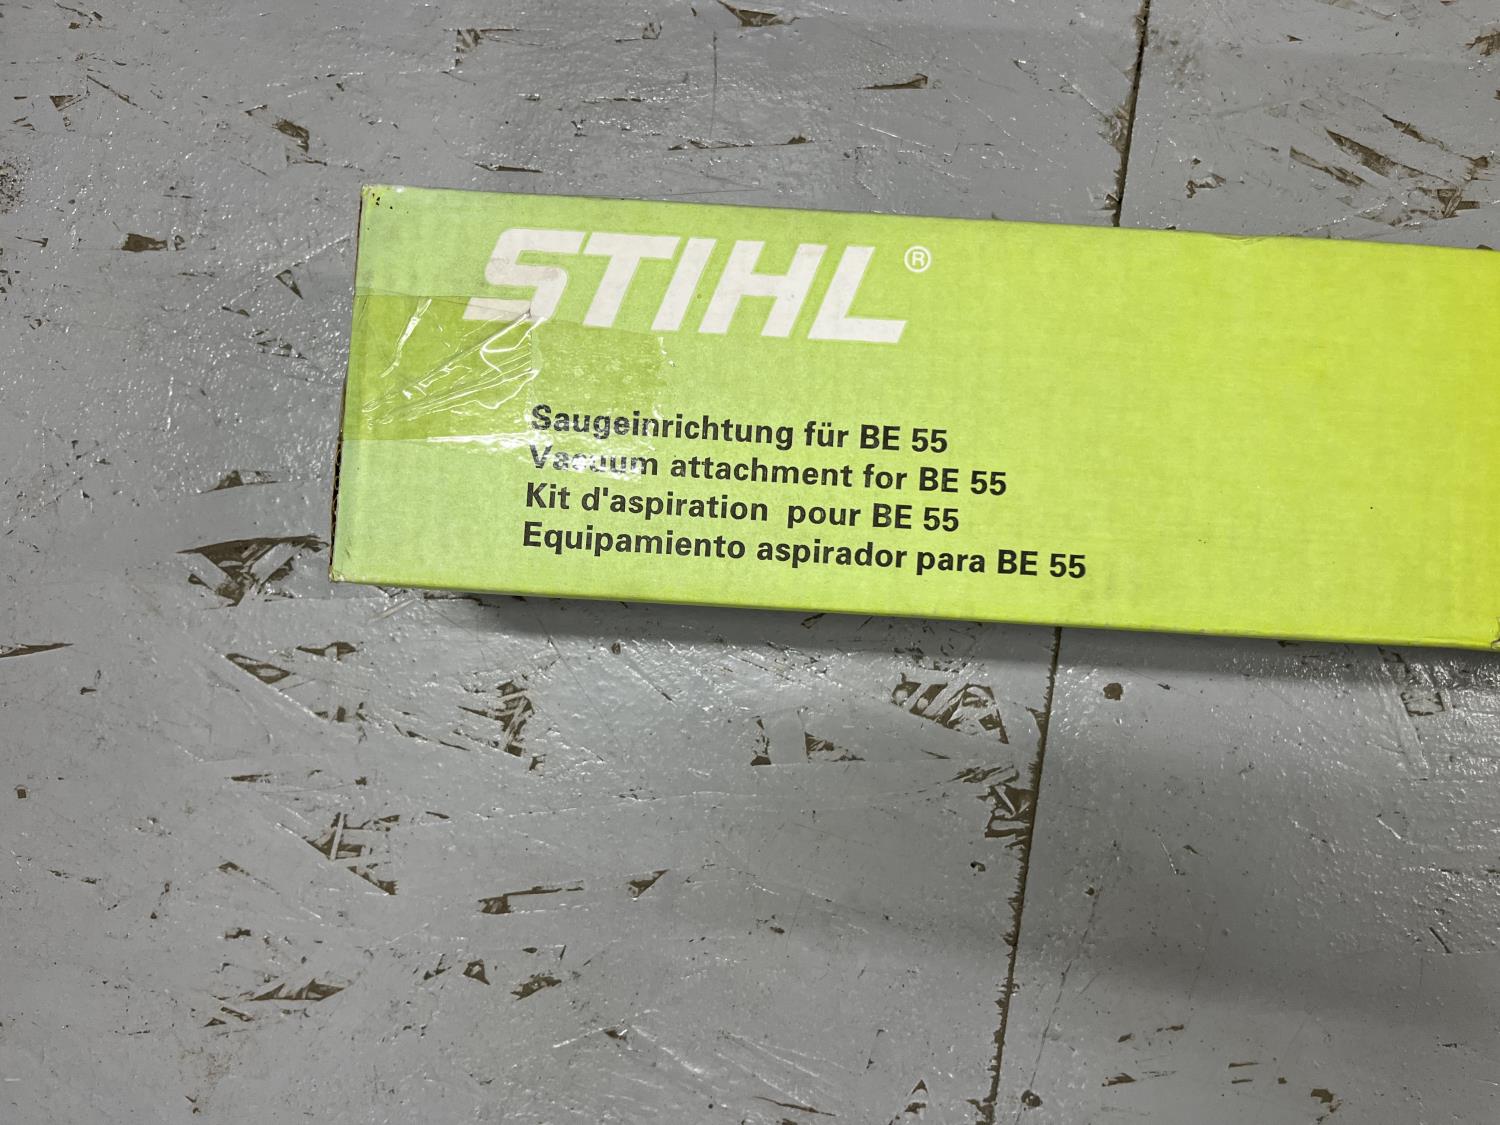 STIHL®
Saugeinrichtung für BE 55
Vacuum attachment for BE 55
Kit d'aspiration pour BE 55
Equipamiento aspirador para BE 55